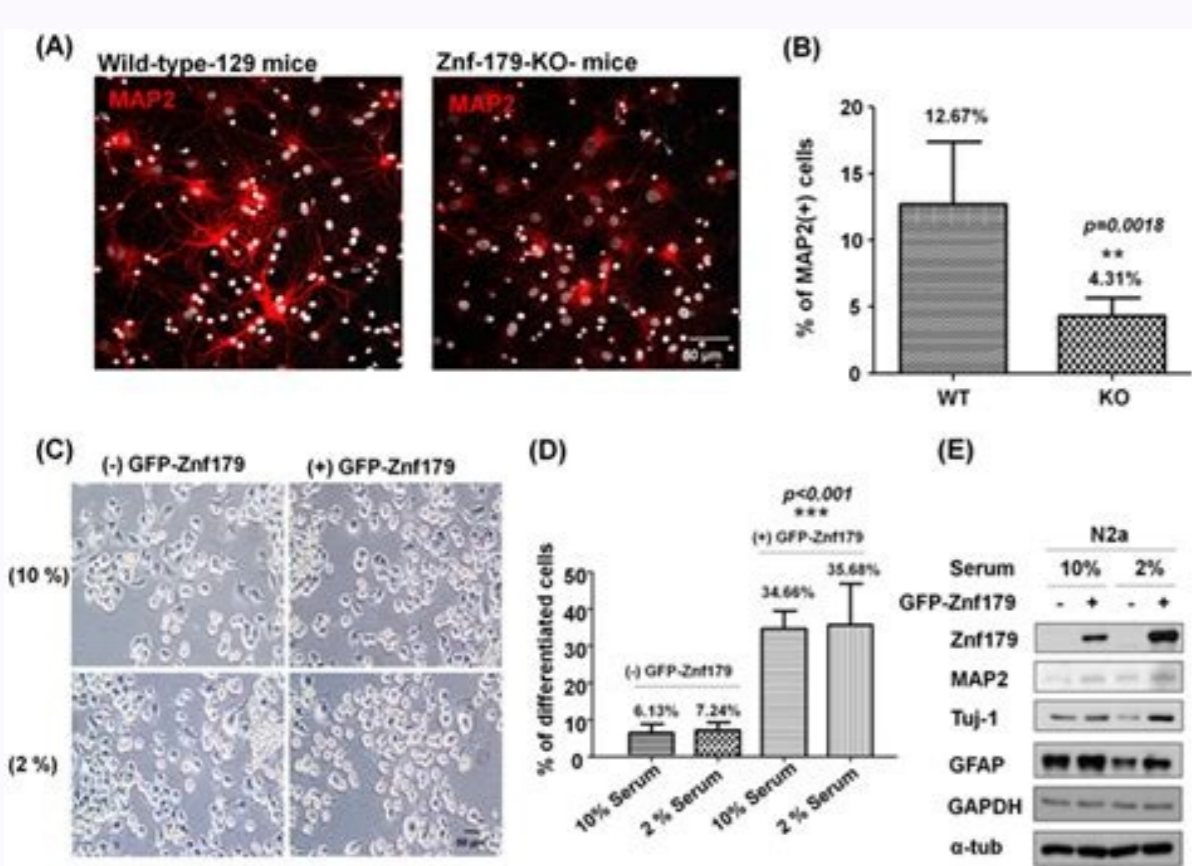 (A)
Wild-type-129 mice
Znf-179-KO- mice
MAP2
MAP2
60 µm
(B)
% of MAP2(+) cells
20
15
10
5
0
12.67%
p=0.0018
**
4.31%
WT
KO
(C)
(-) GFP-Znf179
(+) GFP-Znf179
(10 %)
(2 %)
(D)
% of differentiated cells
50
40
30
20
10
0
p<0.001
***
(+) GFP-Znf179
34.66%
35.68%
(-) GFP-Znf179
6.13%
7.24%
10% Serum
2 % Serum
10% Serum
2 % Serum
(E)
N2a
Serum 10% 2%
GFP-Znf179 - + - +
Znf179
MAP2
Tuj-1
GFAP
GAPDH
α-tub